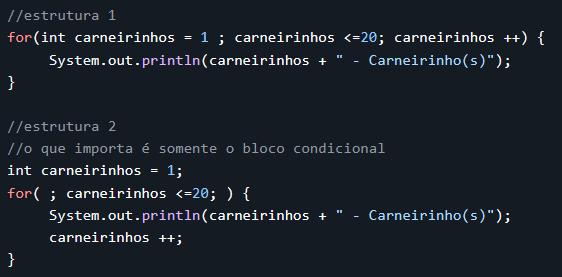 //estrutura 1
for(int carneirinhos = 1 ; carneirinhos <=20; carneirinhos ++) {
     System.out.println(carneirinhos + " - Carneirinho(s)");
}

//estrutura 2
//o que importa é somente o bloco condicional
int carneirinhos = 1;
for( ; carneirinhos <=20; ) {
     System.out.println(carneirinhos + " - Carneirinho(s)");
     carneirinhos ++;
}